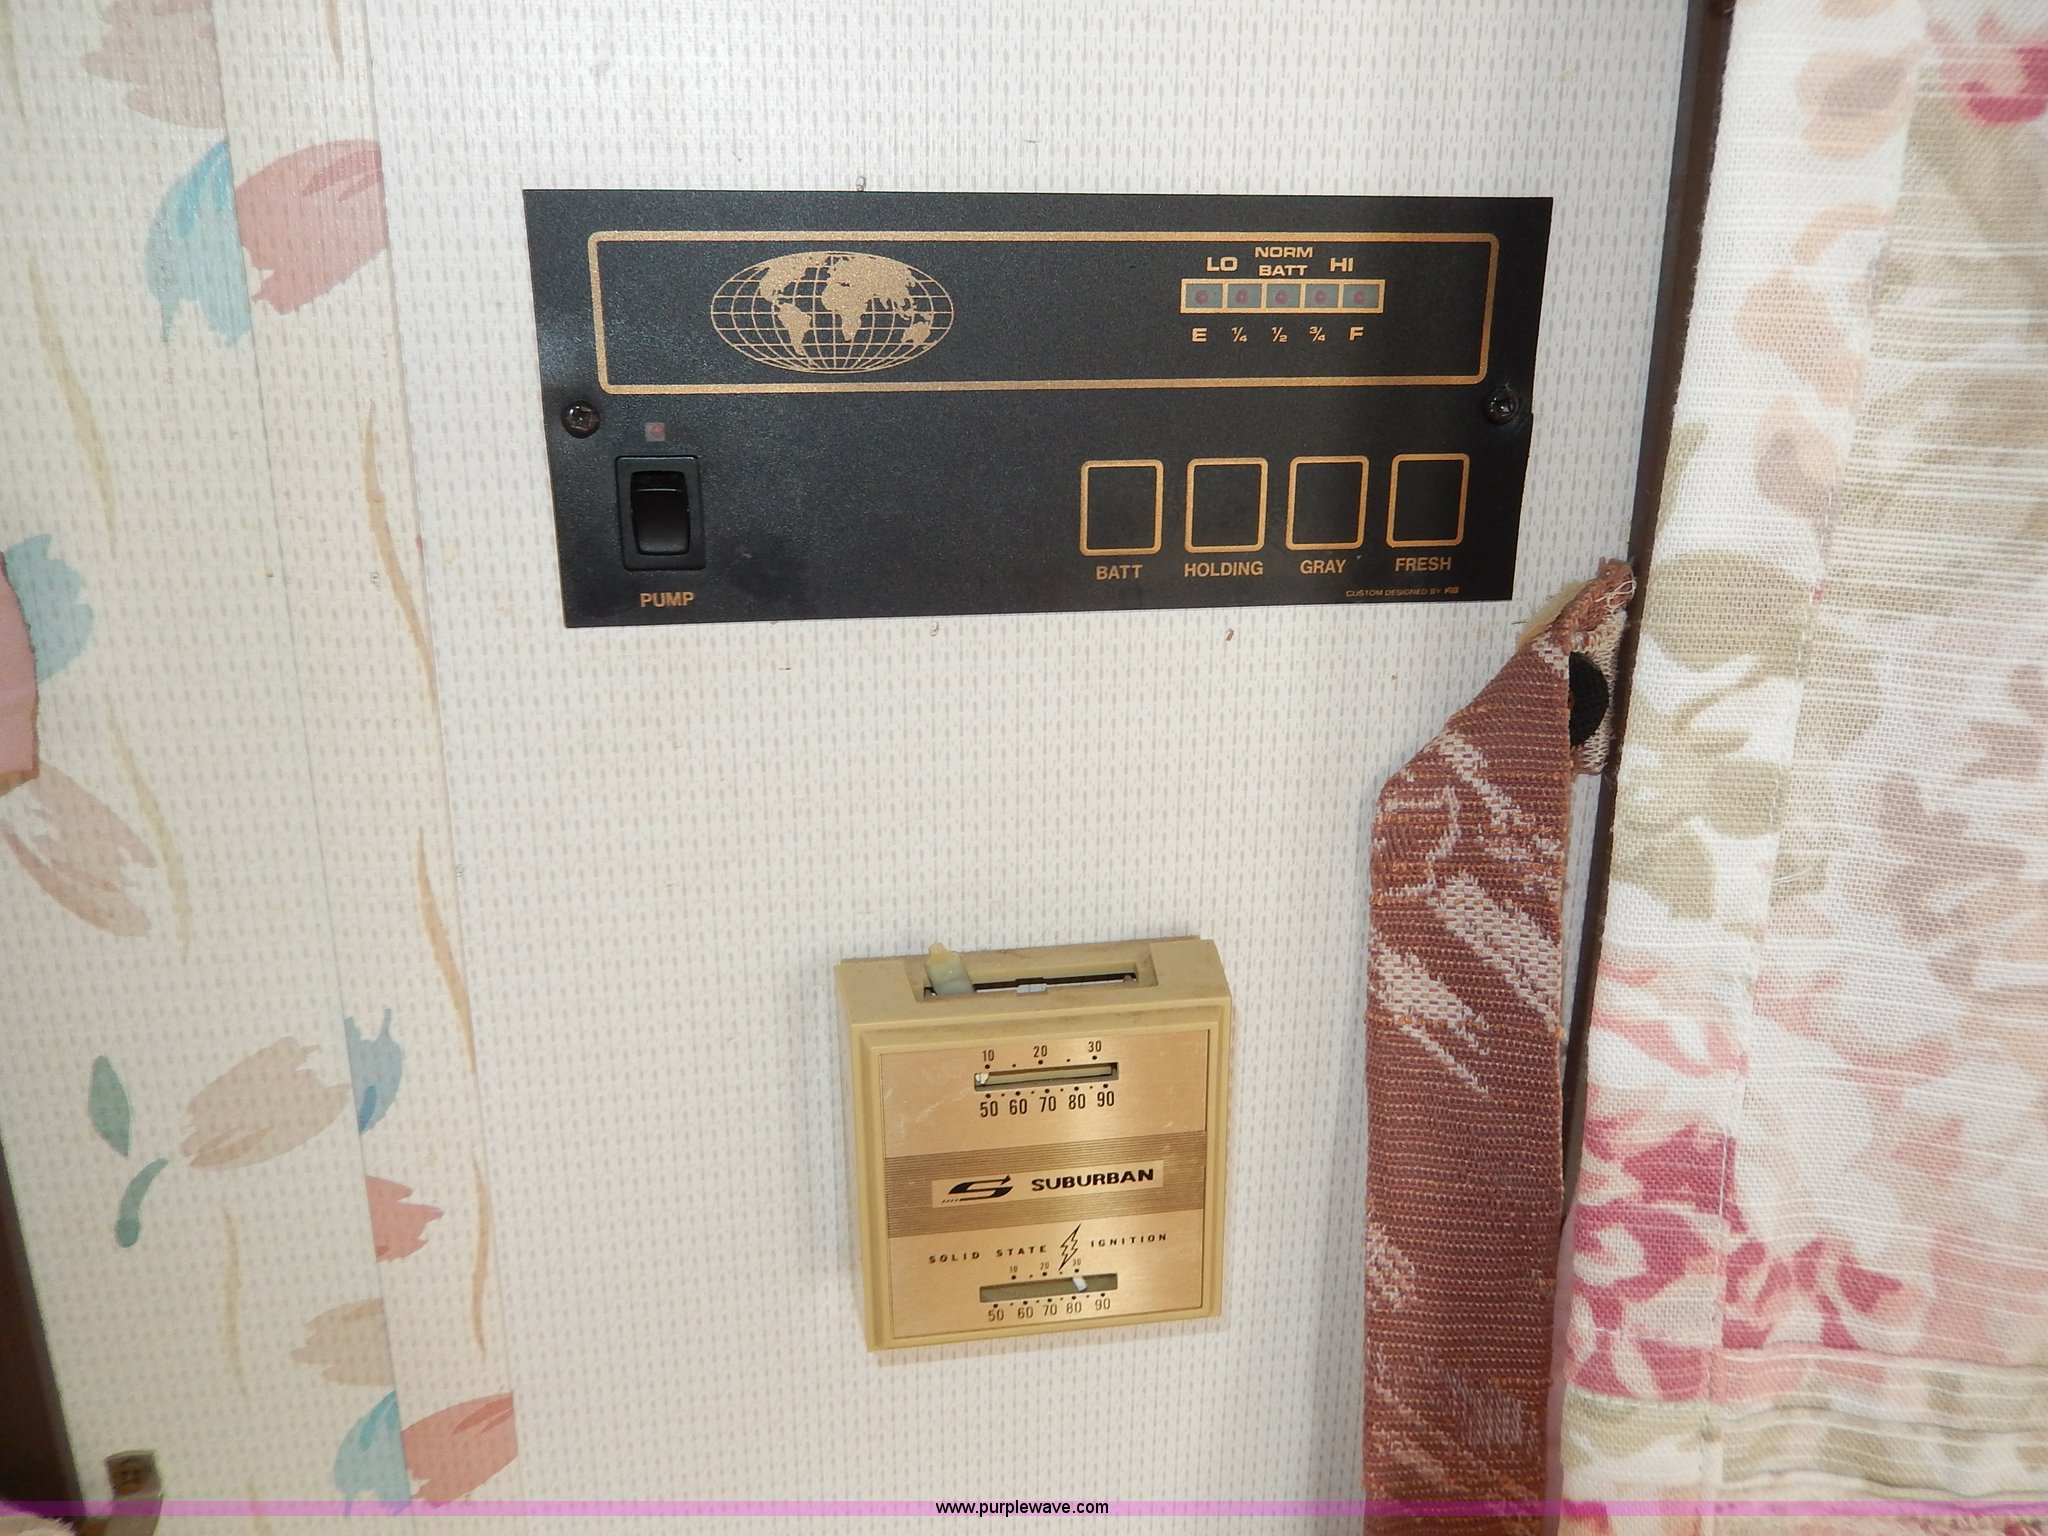 NORM
LO BATT HI
E ¼ ½ ¾ F
BATT HOLDING GRAY FRESH
PUMP
CUSTOM DESIGNED BY KIB
10 20 30
50 60 70 80 90
SUBURBAN
SOLID STATE IGNITION
10 20 30
50 60 70 80 90
www.purplewave.com